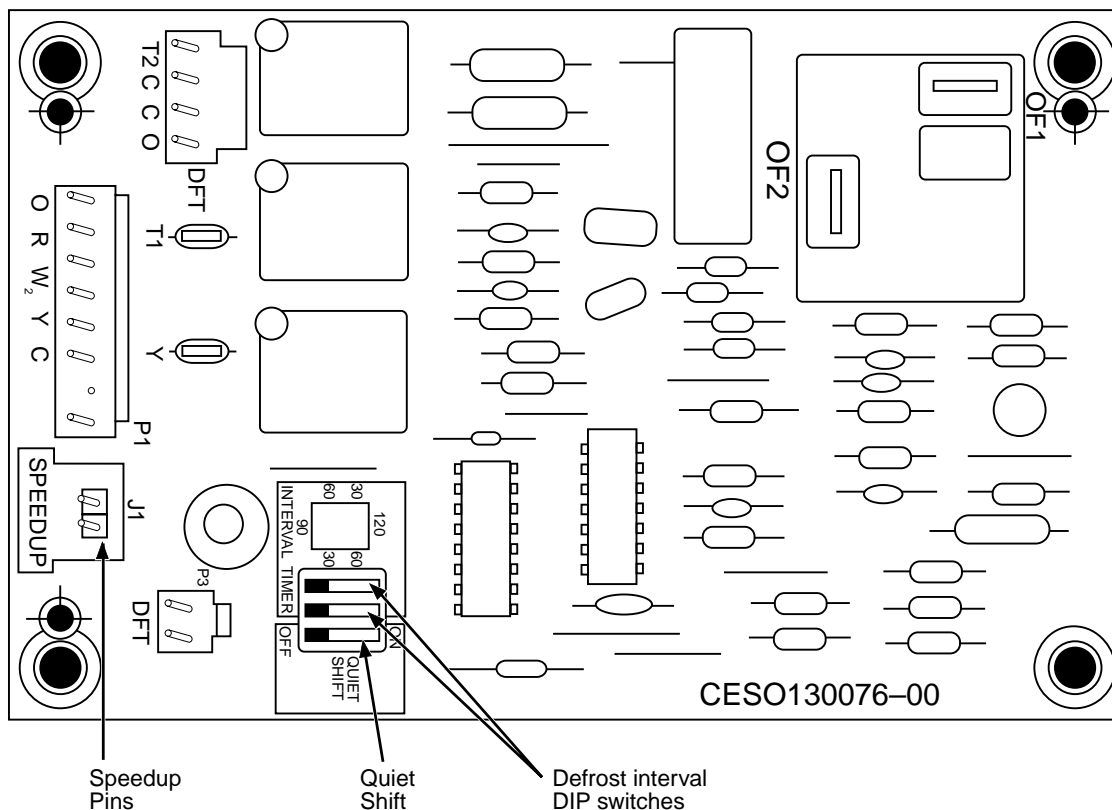 T2 C C O
DFT
OF1
OF2
O R W2 Y C
T1
Y
P1
SPEEDUP
J1
INTERVAL TIMER
60 30
90 120
30 60
P3
DFT
OFF
ON
QUIET
SHIFT
CESO130076–00
Speedup
Pins
Quiet
Shift
Defrost interval
DIP switches